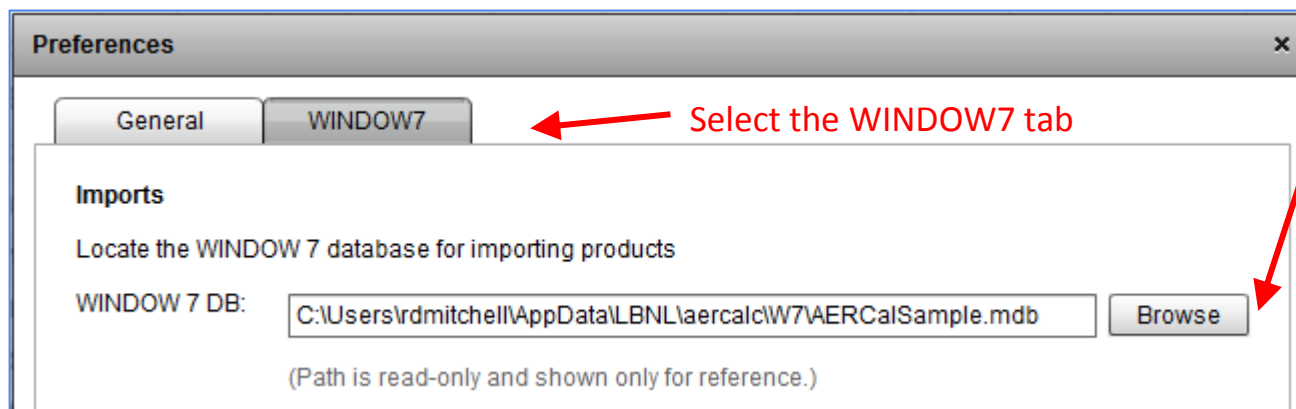 Preferences ×
General WINDOW7 Select the WINDOW7 tab
Imports
Locate the WINDOW 7 database for importing products
WINDOW 7 DB: C:\Users\rdmitchell\AppData\LBNL\aercalc\W7\AERCalSample.mdb Browse
(Path is read-only and shown only for reference.)